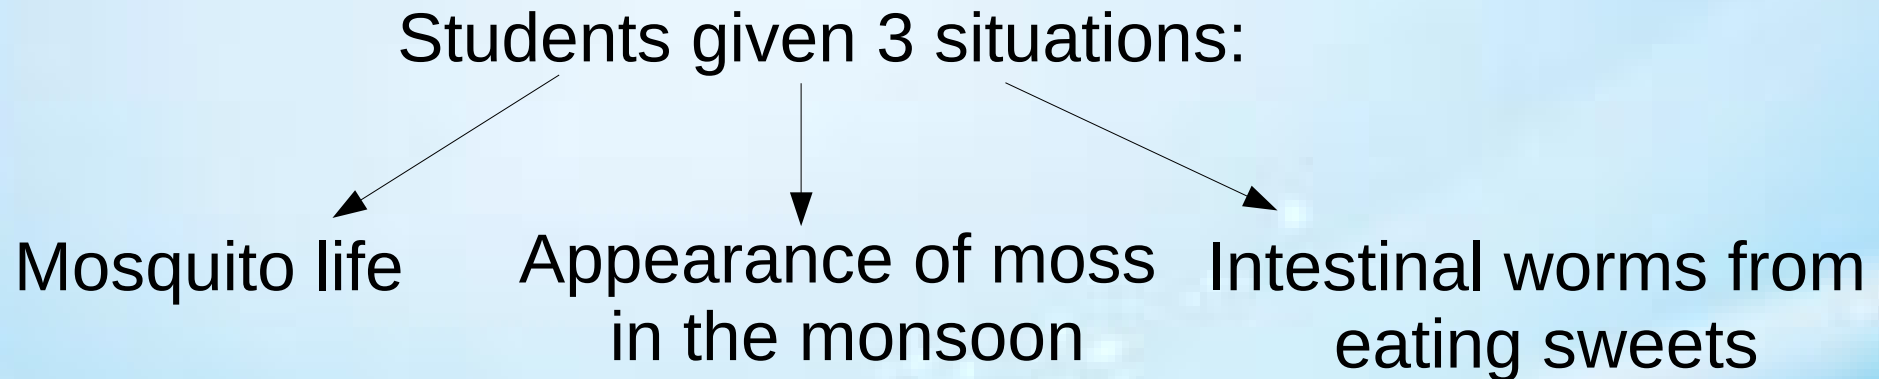 Students given 3 situations:
Mosquito life
Appearance of moss
in the monsoon
Intestinal worms from
eating sweets